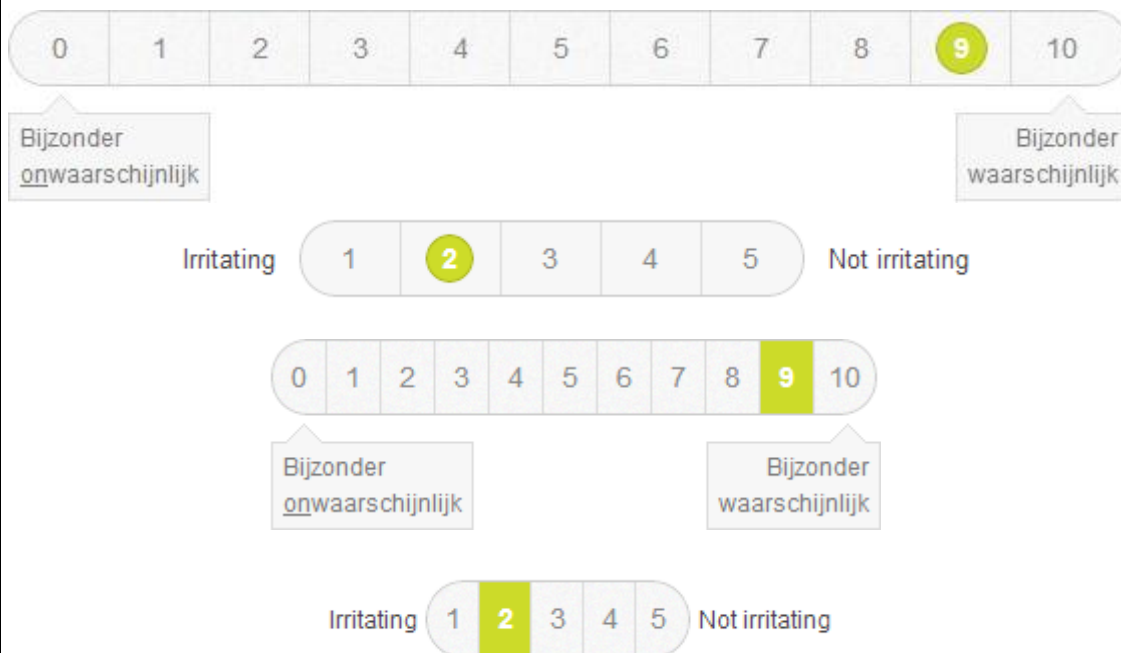 0 1 2 3 4 5 6 7 8 9 10
Bijzonder
onwaarschijnlijk
Bijzonder
waarschijnlijk
Irritating 1 2 3 4 5 Not irritating
0 1 2 3 4 5 6 7 8 9 10
Bijzonder
onwaarschijnlijk
Bijzonder
waarschijnlijk
Irritating 1 2 3 4 5 Not irritating